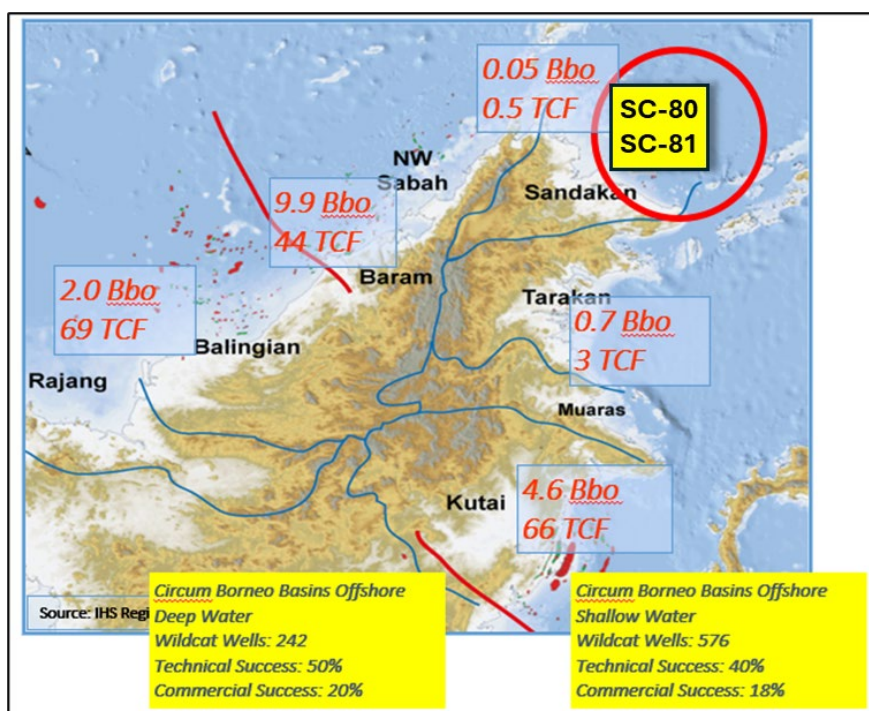 0.05 Bbo
0.5 TCF
SC-80
SC-81
NW
Sabah
Sandakan
9.9 Bbo
44 TCF
Baram
2.0 Bbo
69 TCF
Tarakan
0.7 Bbo
3 TCF
Balingian
Rajang
Muaras
4.6 Bbo
66 TCF
Kutai
Source: IHS Regi
Circum Borneo Basins Offshore
Deep Water
Wildcat Wells: 242
Technical Success: 50%
Commercial Success: 20%
Circum Borneo Basins Offshore
Shallow Water
Wildcat Wells: 576
Technical Success: 40%
Commercial Success: 18%